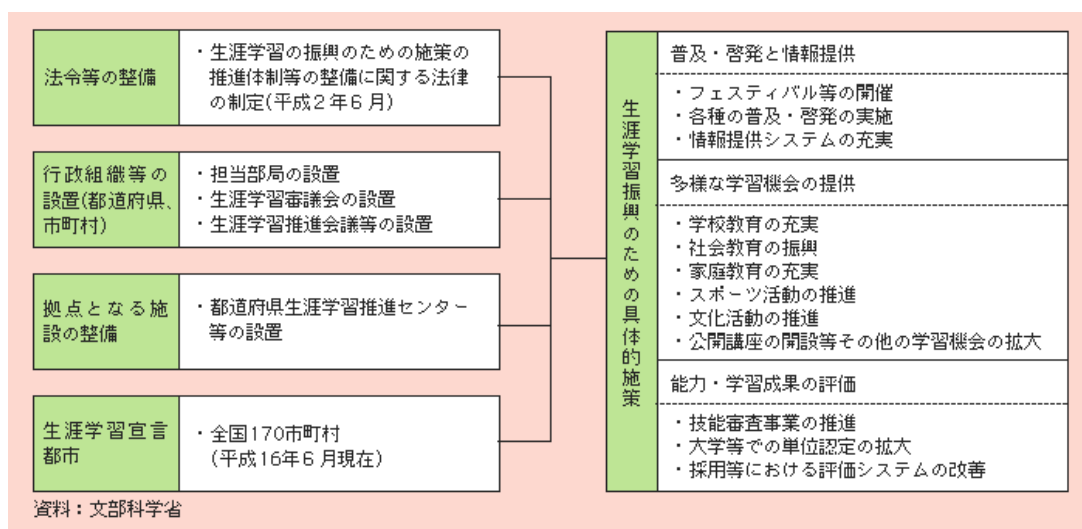 法令等の整備
・生涯学習の振興のための施策の
推進体制等の整備に関する法律
の制定(平成２年６月)
行政組織等の
設置(都道府県、
市町村)
・担当部局の設置
・生涯学習審議会の設置
・生涯学習推進会議等の設置
拠点となる施
設の整備
・都道府県生涯学習推進センター
等の設置
生涯学習宣言
都市
・全国170市町村
(平成16年６月現在)
生涯学習振興のための具体的施策
普及・啓発と情報提供
・フェスティバル等の開催
・各種の普及・啓発の実施
・情報提供システムの充実
多様な学習機会の提供
・学校教育の充実
・社会教育の振興
・家庭教育の充実
・スポーツ活動の推進
・文化活動の推進
・公開講座の開設等その他の学習機会の拡大
能力・学習成果の評価
・技能審査事業の推進
・大学等での単位認定の拡大
・採用等における評価システムの改善
資料：文部科学省